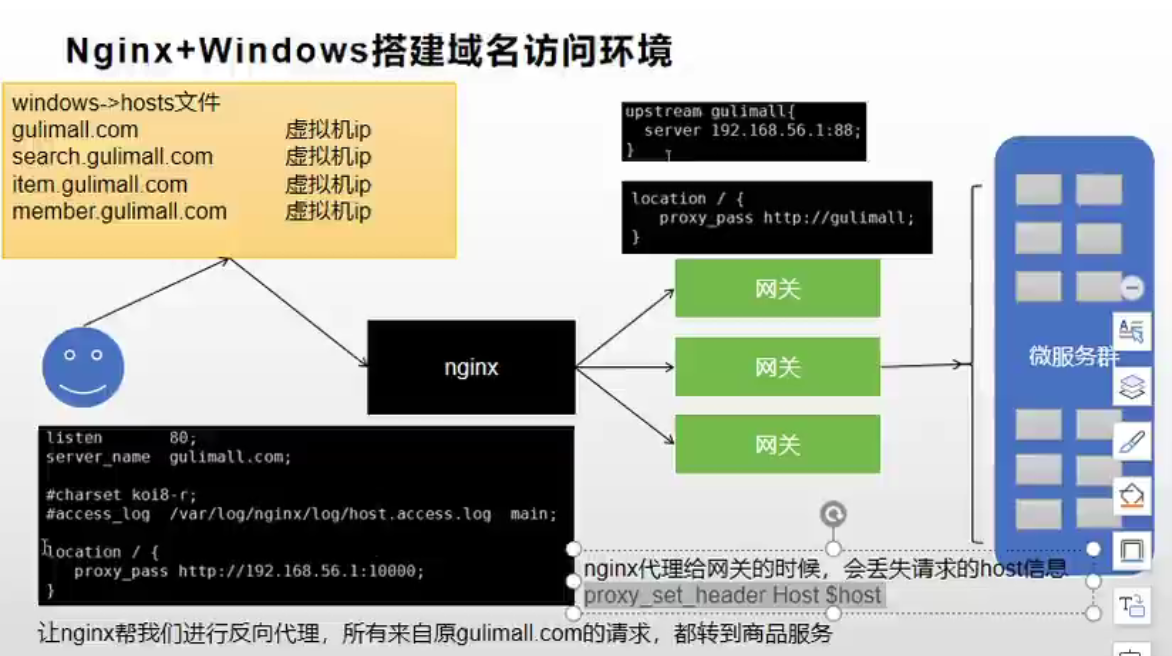 Nginx+Windows搭建域名访问环境
windows->hosts文件
gulimall.com 虚拟机ip
search.gulimall.com 虚拟机ip
item.gulimall.com 虚拟机ip
member.gulimall.com 虚拟机ip
upstream gulimall{
server 192.168.56.1:88;
}
location / {
proxy_pass http://gulimall;
}
网关
nginx
网关
网关
微服务群
listen 80;
server_name gulimall.com;
#charset koi8-r;
#access_log /var/log/nginx/log/host.access.log main;
location / {
proxy_pass http://192.168.56.1:10000;
}
nginx代理给网关的时候，会丢失请求的host信息
proxy_set_header Host $host
让nginx帮我们进行反向代理，所有来自原gulimall.com的请求，都转到商品服务